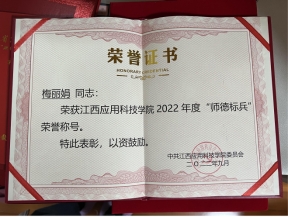 荣誉证书
HONORARY CREDENTIAL
梅丽娟 同志：
荣获江西应用科技学院 2022 年度“师德标兵”
荣誉称号。
特此表彰，以资鼓励。
中共江西应用科技学院委员会
二〇二二年九月